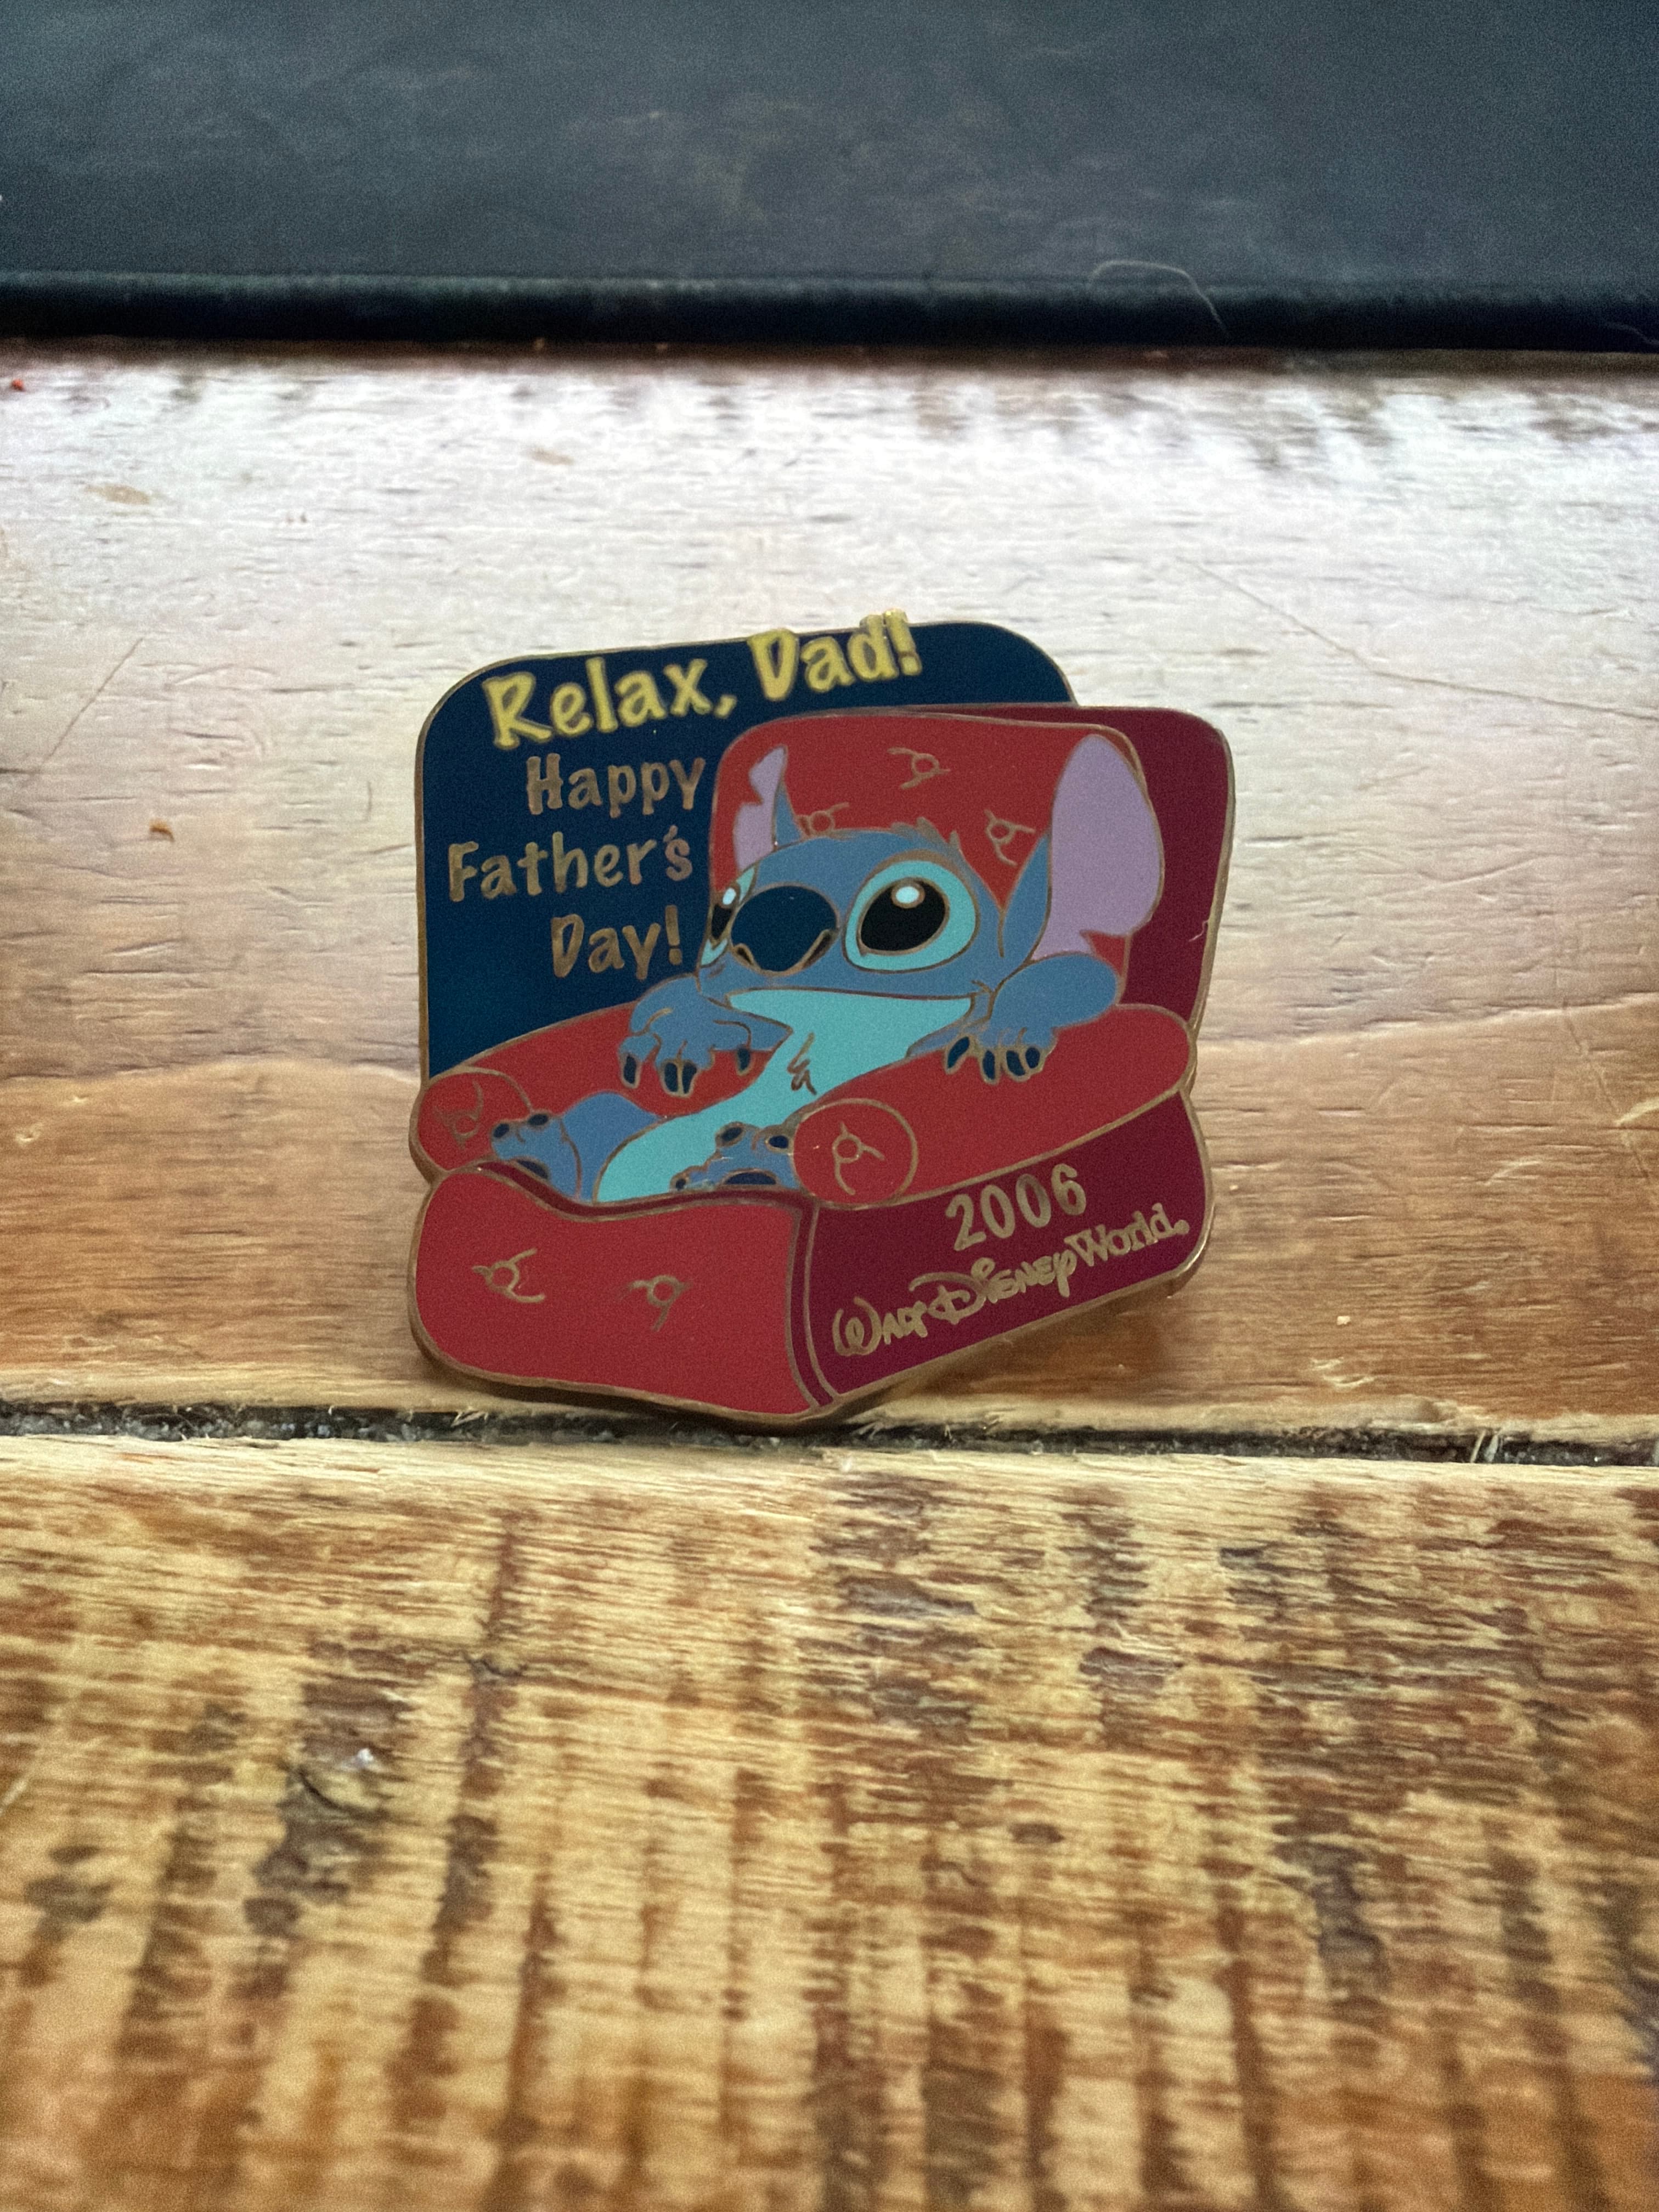 Relax, Dad!
Happy
Father's
Day!
2006
Walt Disney World®